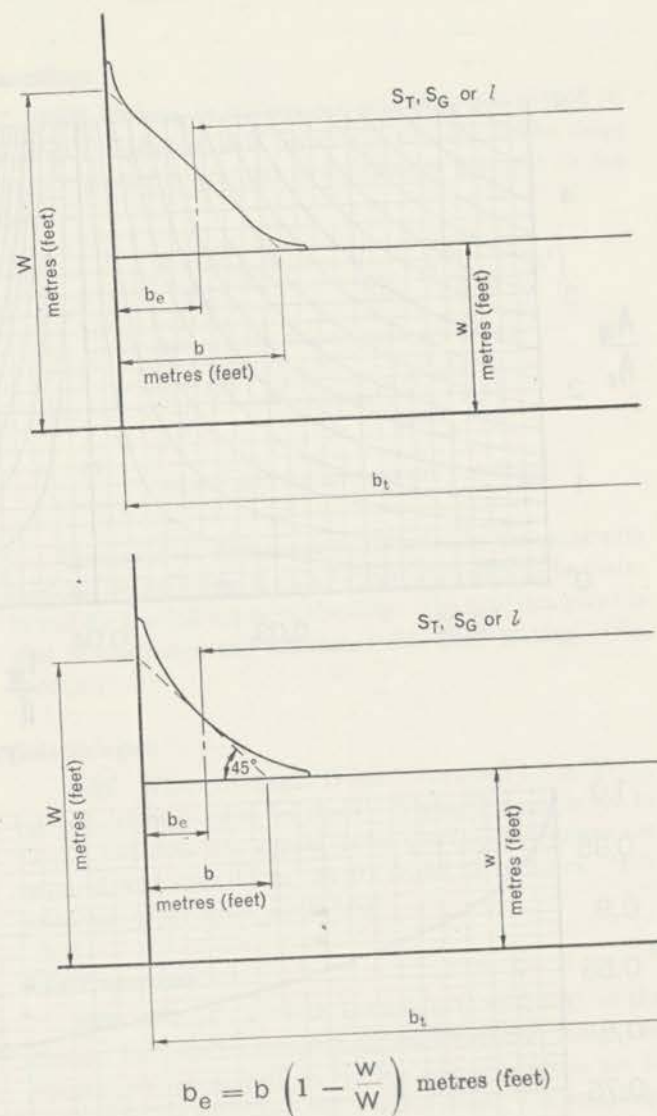 S_T, S_G or l
W
metres (feet)
b_e
b
metres (feet)
w
metres (feet)
b_t
S_T, S_G or l
W
metres (feet)
45°
b_e
b
metres (feet)
w
metres (feet)
b_t
b_e = b (1 - w/W) metres (feet)